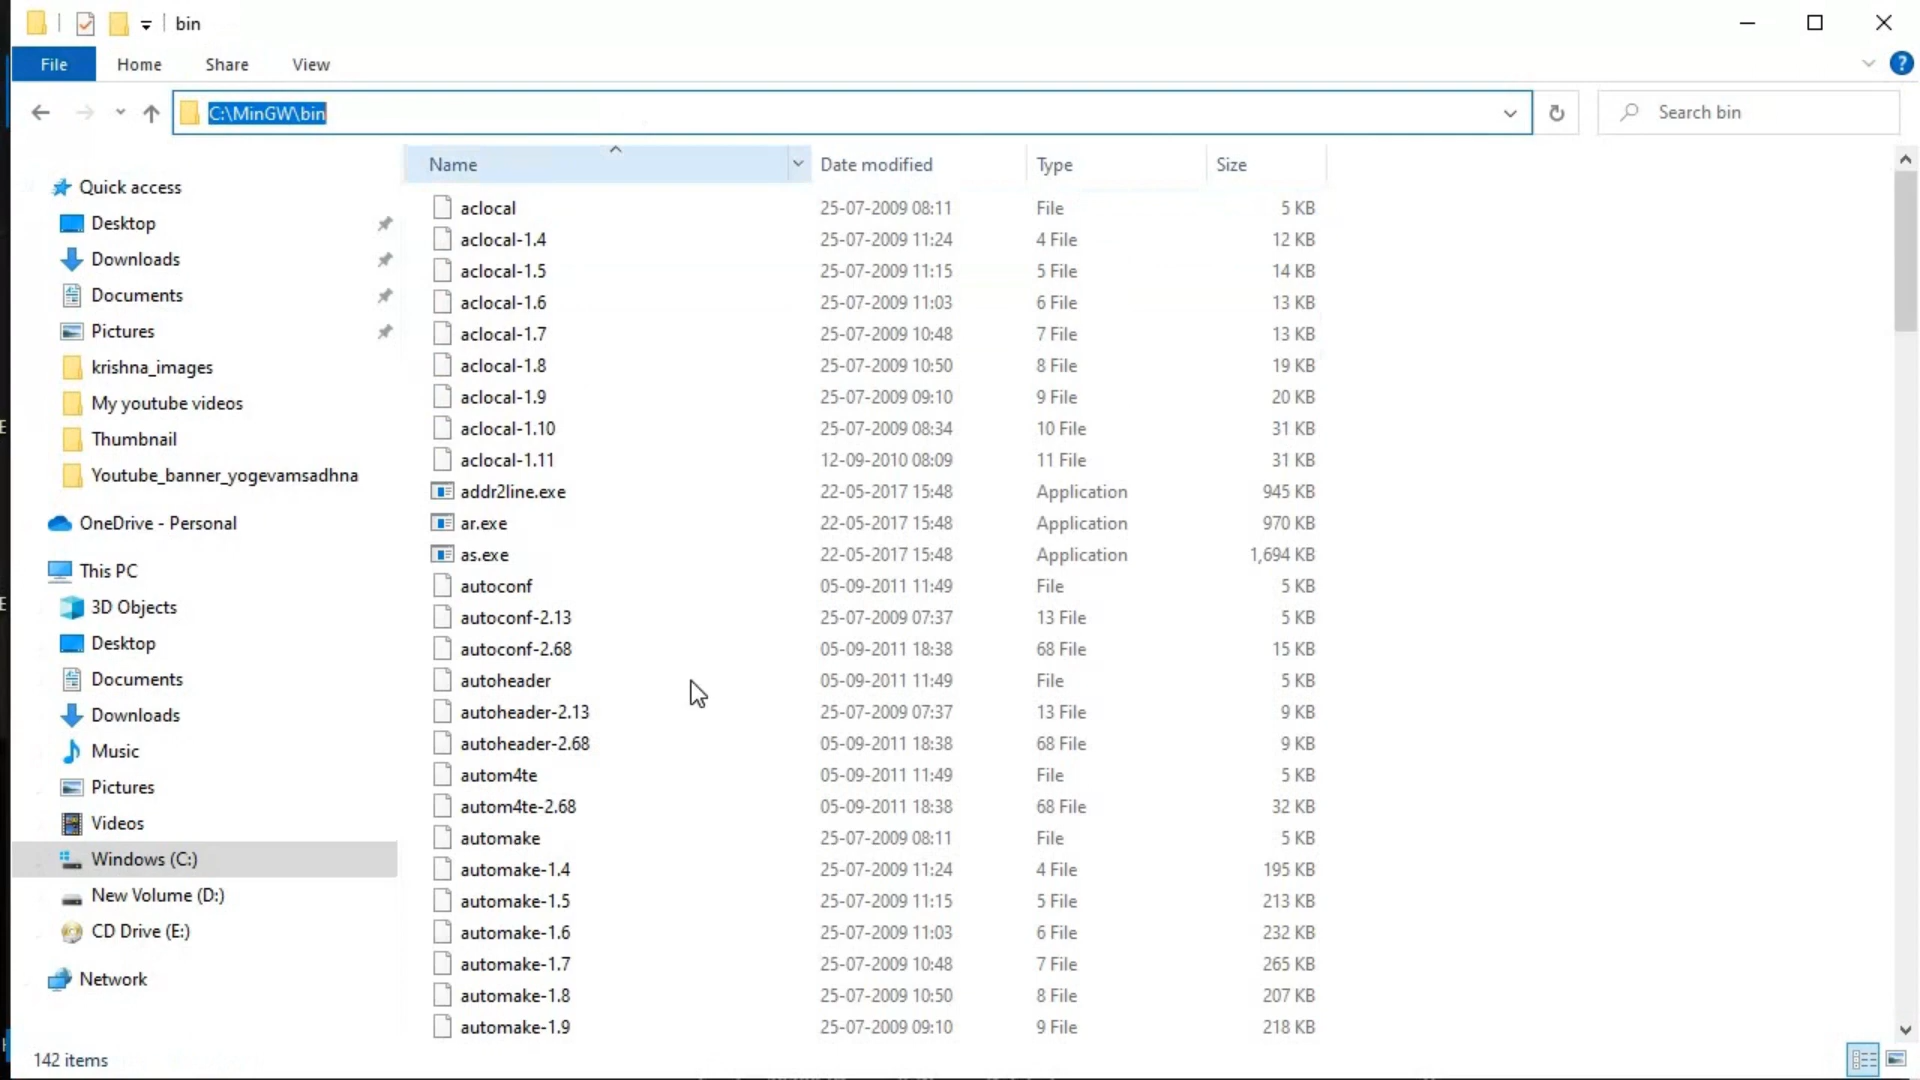 bin
File Home Share View
C:\MinGW\bin Search bin
Name Date modified Type Size
Quick access
Desktop
Downloads
Documents
Pictures
krishna_images
My youtube videos
Thumbnail
Youtube_banner_yogevamsadhna
OneDrive - Personal
This PC
3D Objects
Desktop
Documents
Downloads
Music
Pictures
Videos
Windows (C:)
New Volume (D:)
CD Drive (E:)
Network
aclocal 25-07-2009 08:11 File 5 KB
aclocal-1.4 25-07-2009 11:24 4 File 12 KB
aclocal-1.5 25-07-2009 11:15 5 File 14 KB
aclocal-1.6 25-07-2009 11:03 6 File 13 KB
aclocal-1.7 25-07-2009 10:48 7 File 13 KB
aclocal-1.8 25-07-2009 10:50 8 File 19 KB
aclocal-1.9 25-07-2009 09:10 9 File 20 KB
aclocal-1.10 25-07-2009 08:34 10 File 31 KB
aclocal-1.11 12-09-2010 08:09 11 File 31 KB
addr2line.exe 22-05-2017 15:48 Application 945 KB
ar.exe 22-05-2017 15:48 Application 970 KB
as.exe 22-05-2017 15:48 Application 1,694 KB
autoconf 05-09-2011 11:49 File 5 KB
autoconf-2.13 25-07-2009 07:37 13 File 5 KB
autoconf-2.68 05-09-2011 18:38 68 File 15 KB
autoheader 05-09-2011 11:49 File 5 KB
autoheader-2.13 25-07-2009 07:37 13 File 9 KB
autoheader-2.68 05-09-2011 18:38 68 File 9 KB
autom4te 05-09-2011 11:49 File 5 KB
autom4te-2.68 05-09-2011 18:38 68 File 32 KB
automake 25-07-2009 08:11 File 5 KB
automake-1.4 25-07-2009 11:24 4 File 195 KB
automake-1.5 25-07-2009 11:15 5 File 213 KB
automake-1.6 25-07-2009 11:03 6 File 232 KB
automake-1.7 25-07-2009 10:48 7 File 265 KB
automake-1.8 25-07-2009 10:50 8 File 207 KB
automake-1.9 25-07-2009 09:10 9 File 218 KB
142 items